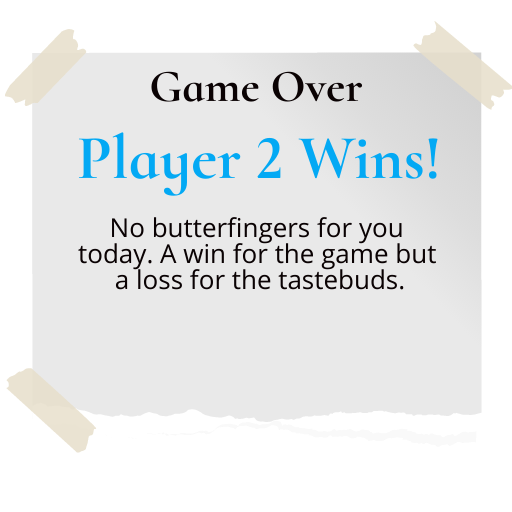 Game Over
Player 2 Wins!
No butterfingers for you
today. A win for the game but
a loss for the tastebuds.